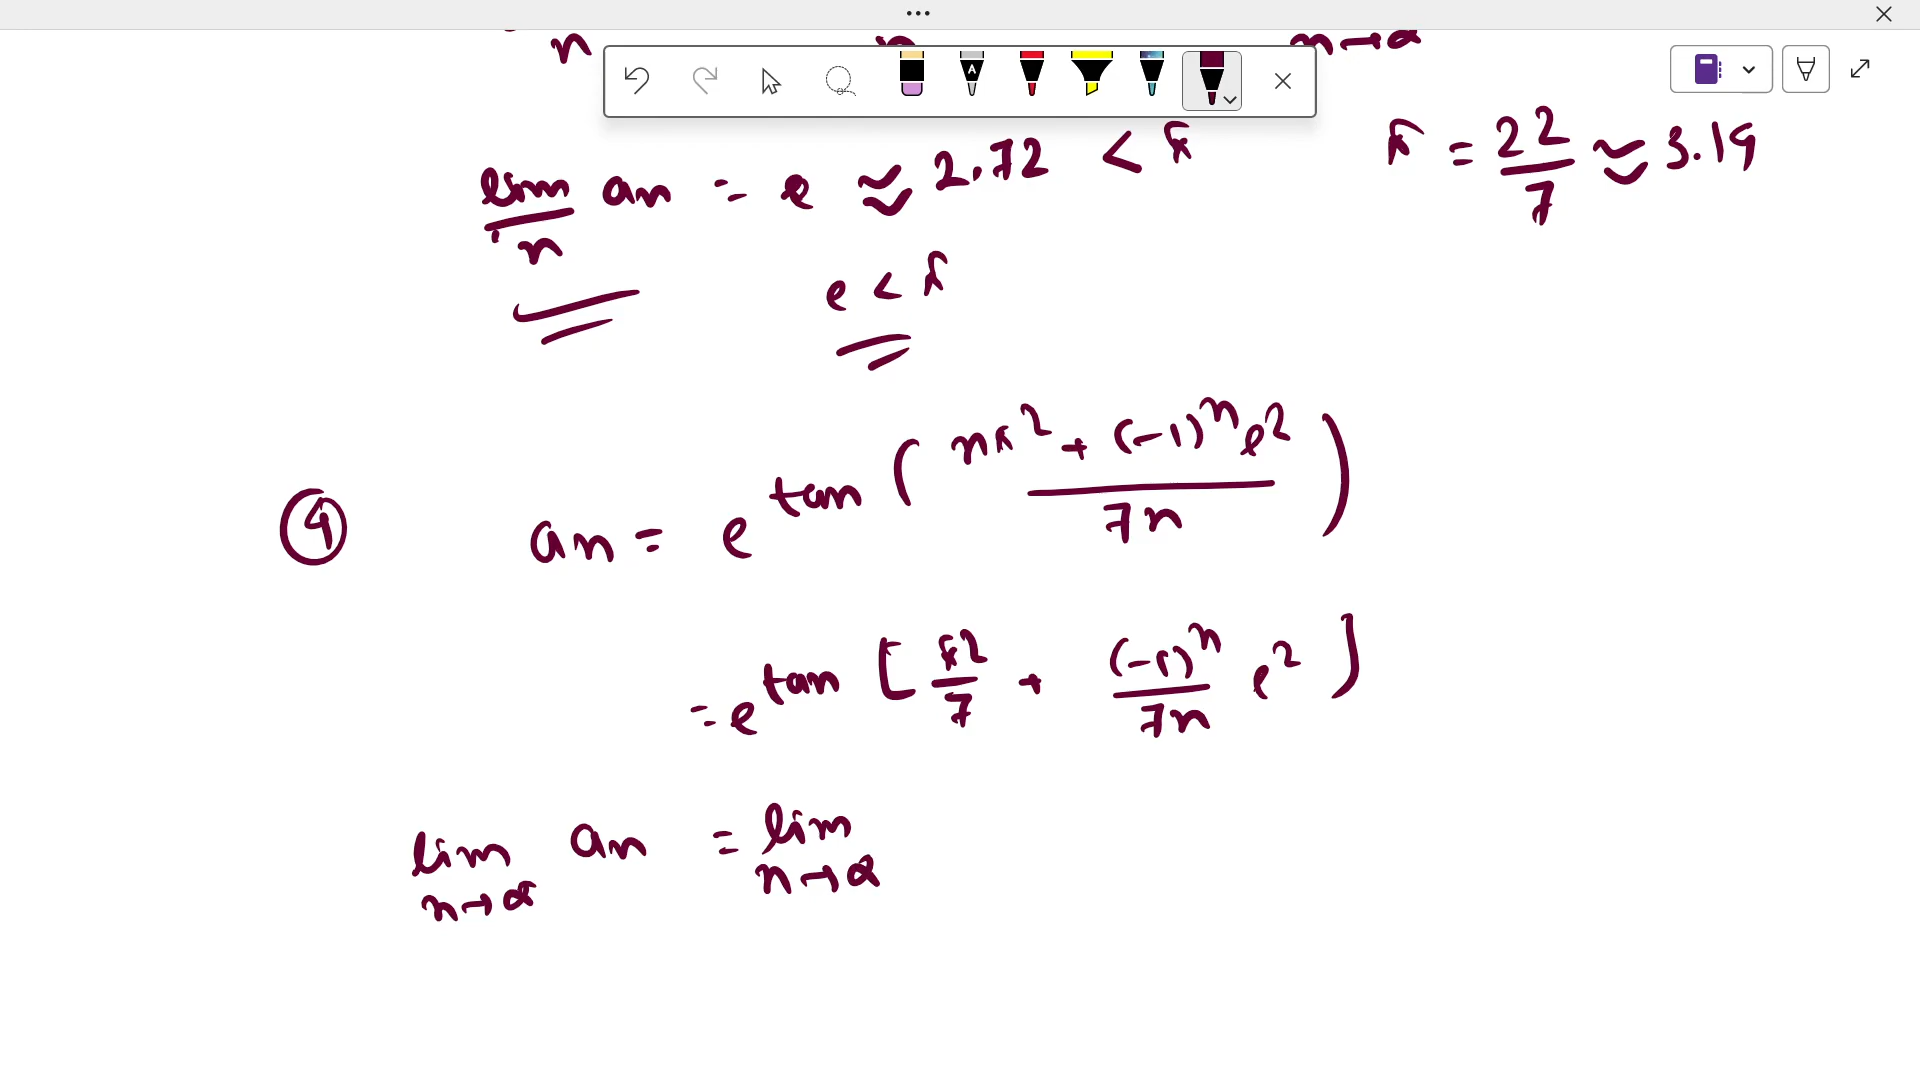 n n n→∝
lim/n an = e ≈ 2.72 < π
π = 22/7 ≈ 3.14
e < π
④ an = e^tan ( (nπ² + (-1)^n e²) / 7n )
= e^tan [ π²/7 + (-1)^n/7n e² ]
lim n→∝ an = lim n→∝